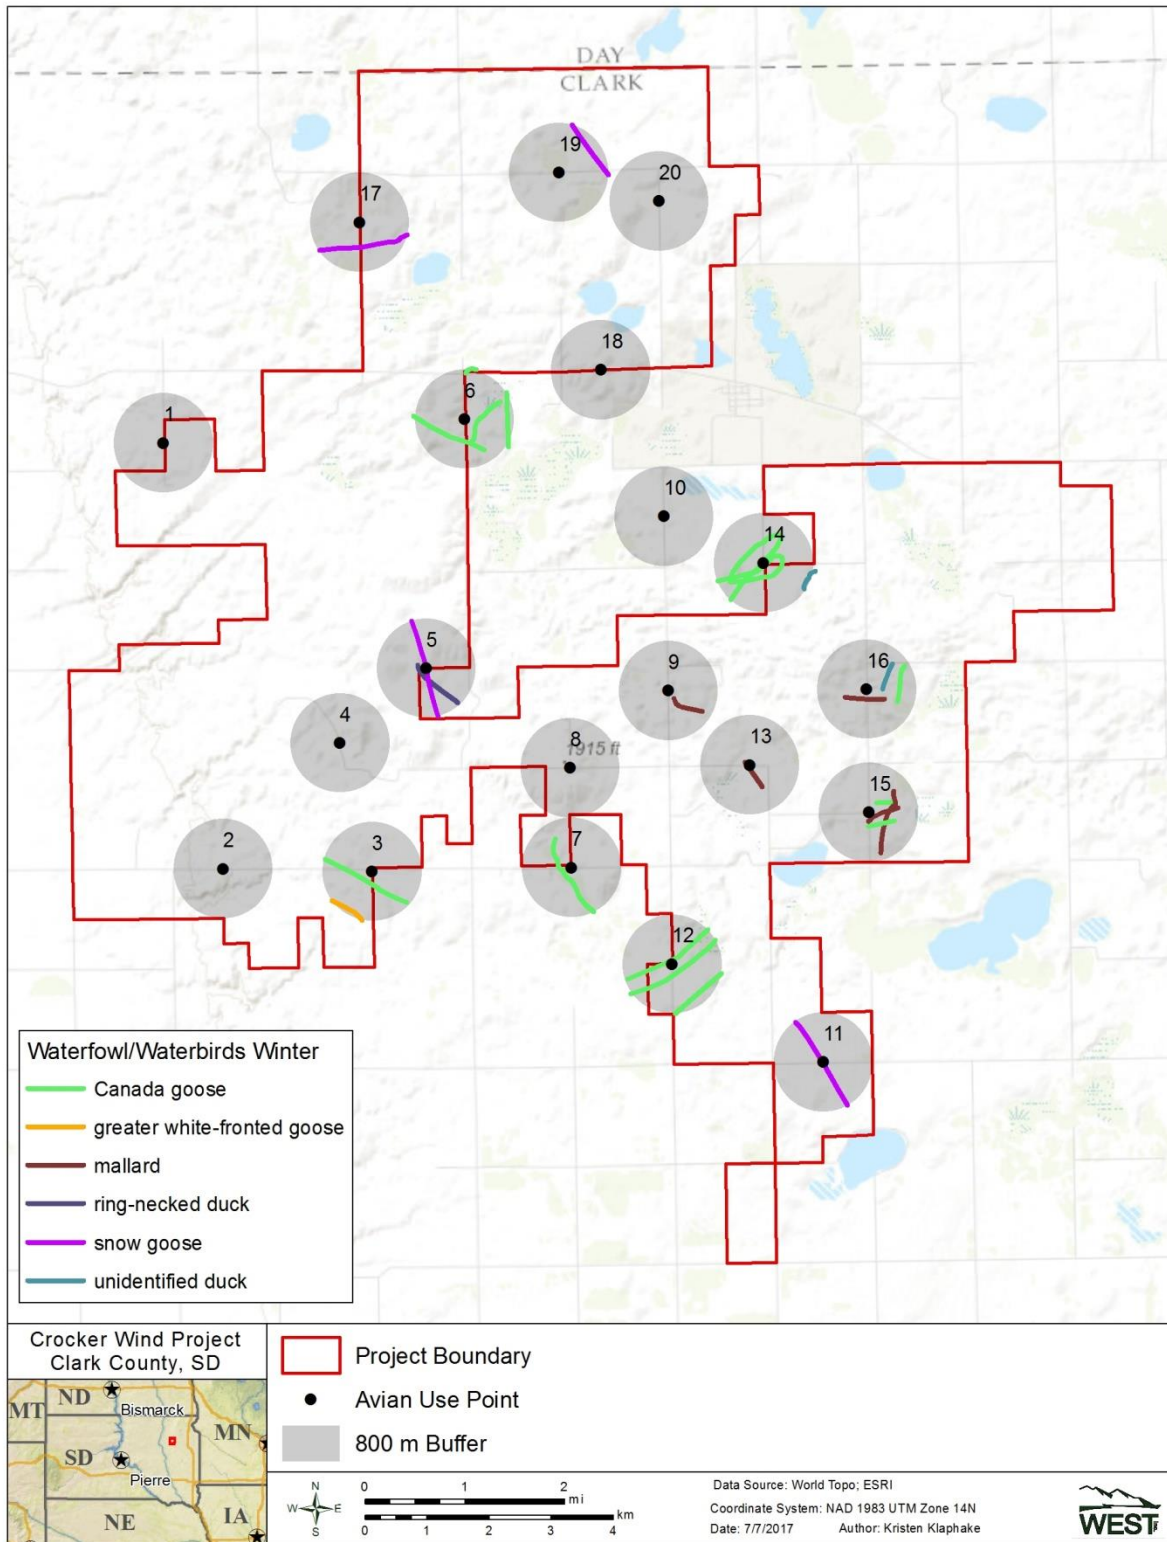 DAY
CLARK
19
20
17
18
6
1
10
14
5
9
16
4
8
1915 ft
13
15
2
3
7
12
11
Waterfowl/Waterbirds Winter
Canada goose
greater white-fronted goose
mallard
ring-necked duck
snow goose
unidentified duck
Crocker Wind Project
Clark County, SD
MT
ND
Bismarck
MN
SD
Pierre
NE
IA
Project Boundary
Avian Use Point
800 m Buffer
N
W E
S
0 1 2
mi
km
0 1 2 3 4
Data Source: World Topo; ESRI
Coordinate System: NAD 1983 UTM Zone 14N
Date: 7/7/2017 Author: Kristen Klaphake
WEST